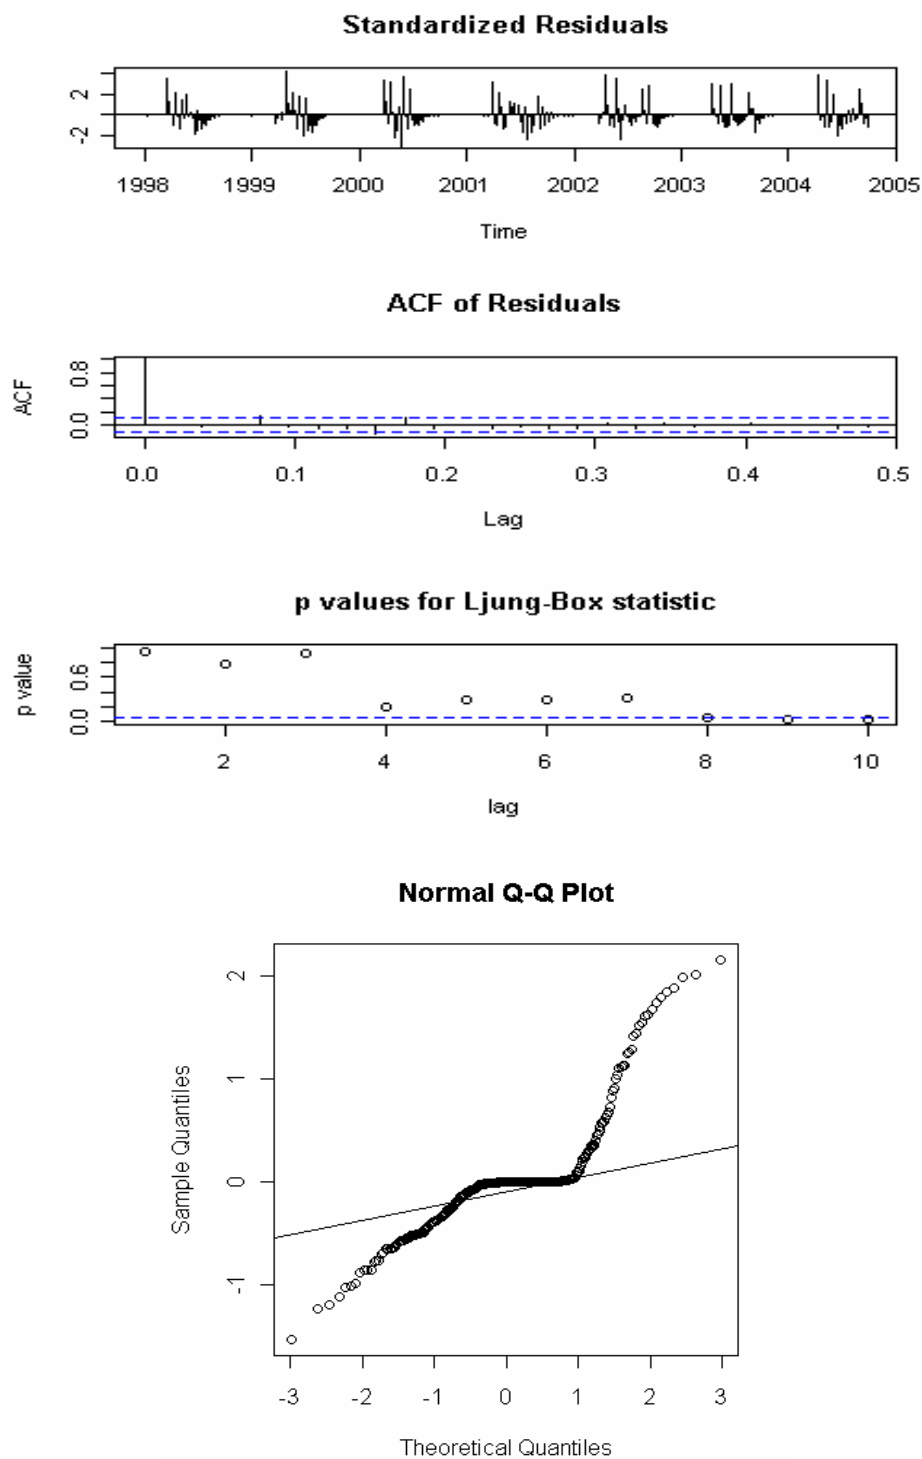 Standardized Residuals
2
-2
1998 1999 2000 2001 2002 2003 2004 2005
Time
ACF of Residuals
ACF
0.8
0.0
0.0 0.1 0.2 0.3 0.4 0.5
Lag
p values for Ljung-Box statistic
p value
0.6
0.0
2 4 6 8 10
lag
Normal Q-Q Plot
Sample Quantiles
2
1
0
-1
-3 -2 -1 0 1 2 3
Theoretical Quantiles